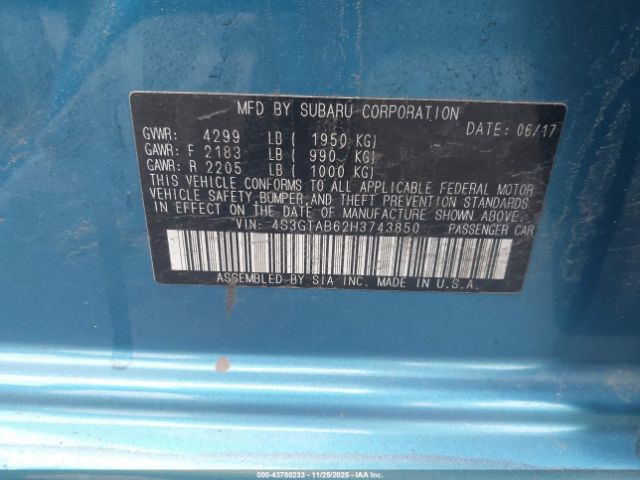 MFD BY SUBARU CORPORATION
DATE: 06/17
GVWR: 4299 LB ( 1950 KG)
GAWR: F 2183 LB ( 990 KG)
GAWR: R 2205 LB ( 1000 KG)
THIS VEHICLE CONFORMS TO ALL APPLICABLE FEDERAL MOTOR
VEHICLE SAFETY, BUMPER, AND THEFT PREVENTION STANDARDS
IN EFFECT ON THE DATE OF MANUFACTURE SHOWN ABOVE.
VIN: 4S3GTAB62H3743850 PASSENGER CAR
ASSEMBLED BY SIA INC. MADE IN U.S.A.
000-43780233 - 11/25/2025 - IAAI.COM